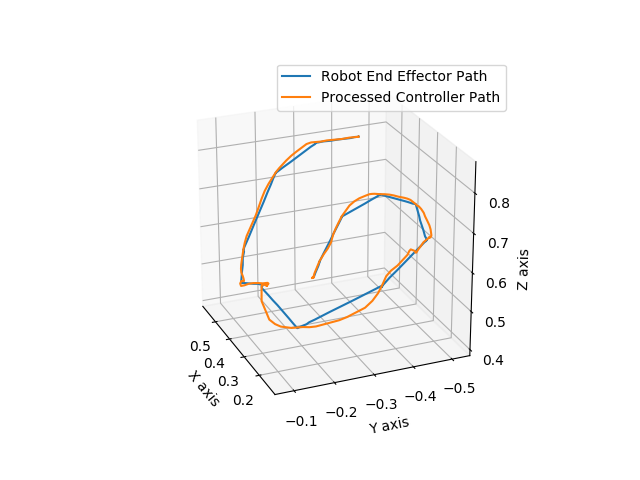 Robot End Effector Path
Processed Controller Path
0.8
0.7
0.6
0.5
0.4
Z axis
0.5
0.4
0.3
0.2
X axis
−0.1
−0.2
−0.3
−0.4
−0.5
Y axis